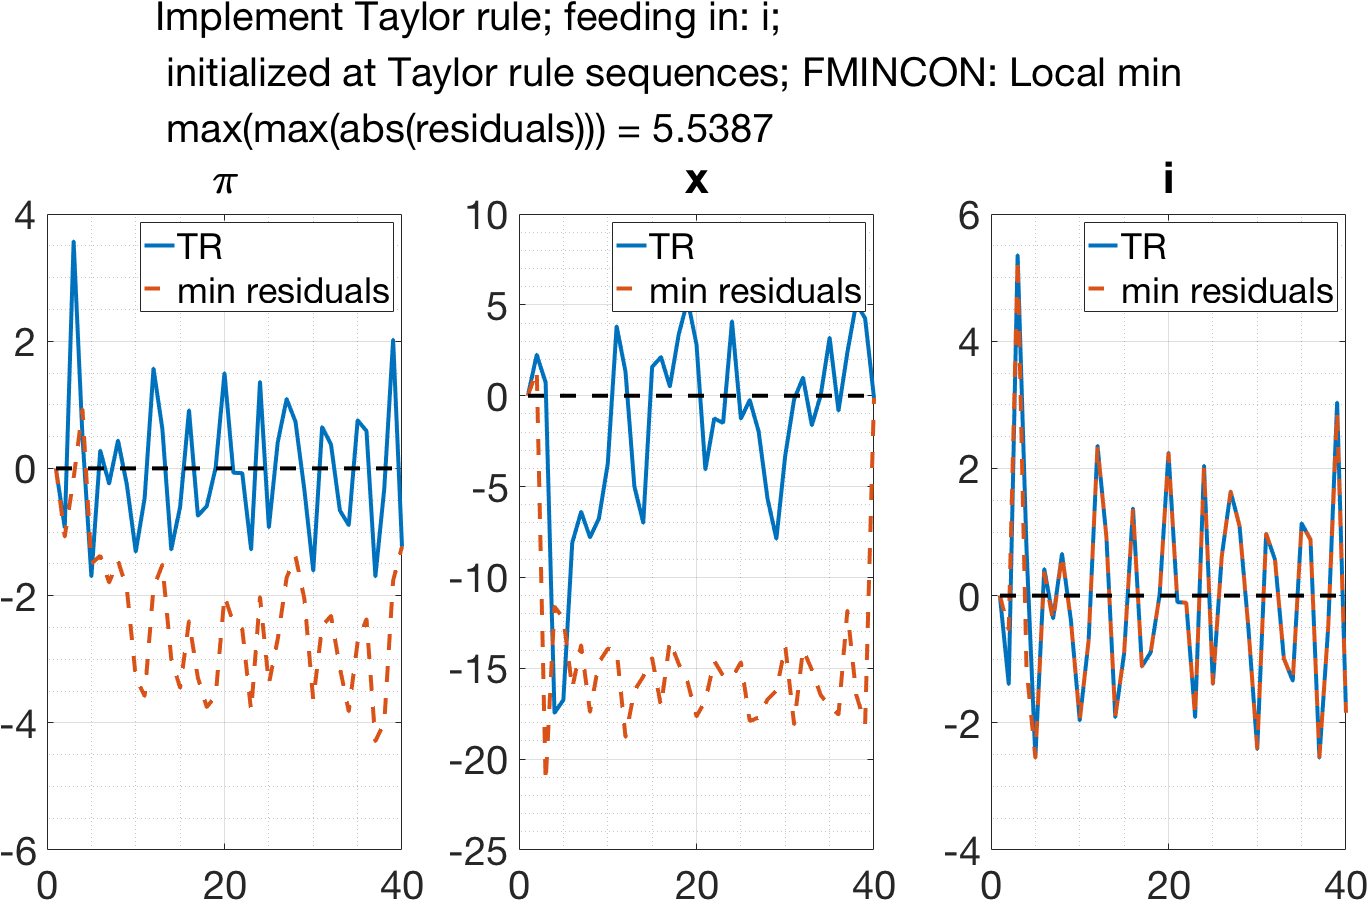 Implement Taylor rule; feeding in: i;
initialized at Taylor rule sequences; FMINCON: Local min
max(max(abs(residuals))) = 5.5387
π
4
2
0
-2
-4
-6
0
20
40
TR
min residuals
x
10
5
0
-5
-10
-15
-20
-25
0
20
40
TR
min residuals
i
6
4
2
0
-2
-4
0
20
40
TR
min residuals